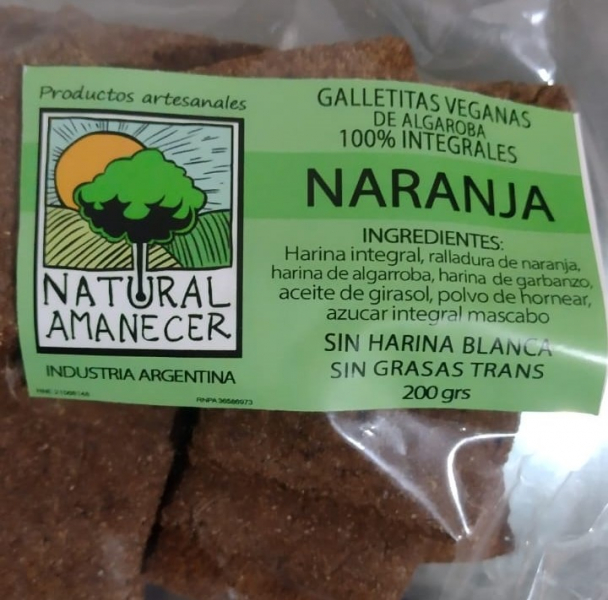 Productos artesanales
NATURAL
AMANECER
INDUSTRIA ARGENTINA
GALLETITAS VEGANAS
DE ALGAROBA
100% INTEGRALES
NARANJA
INGREDIENTES:
Harina integral, ralladura de naranja,
harina de algarroba, harina de garbanzo,
aceite de girasol, polvo de hornear,
azucar integral mascabo
SIN HARINA BLANCA
SIN GRASAS TRANS
200 grs